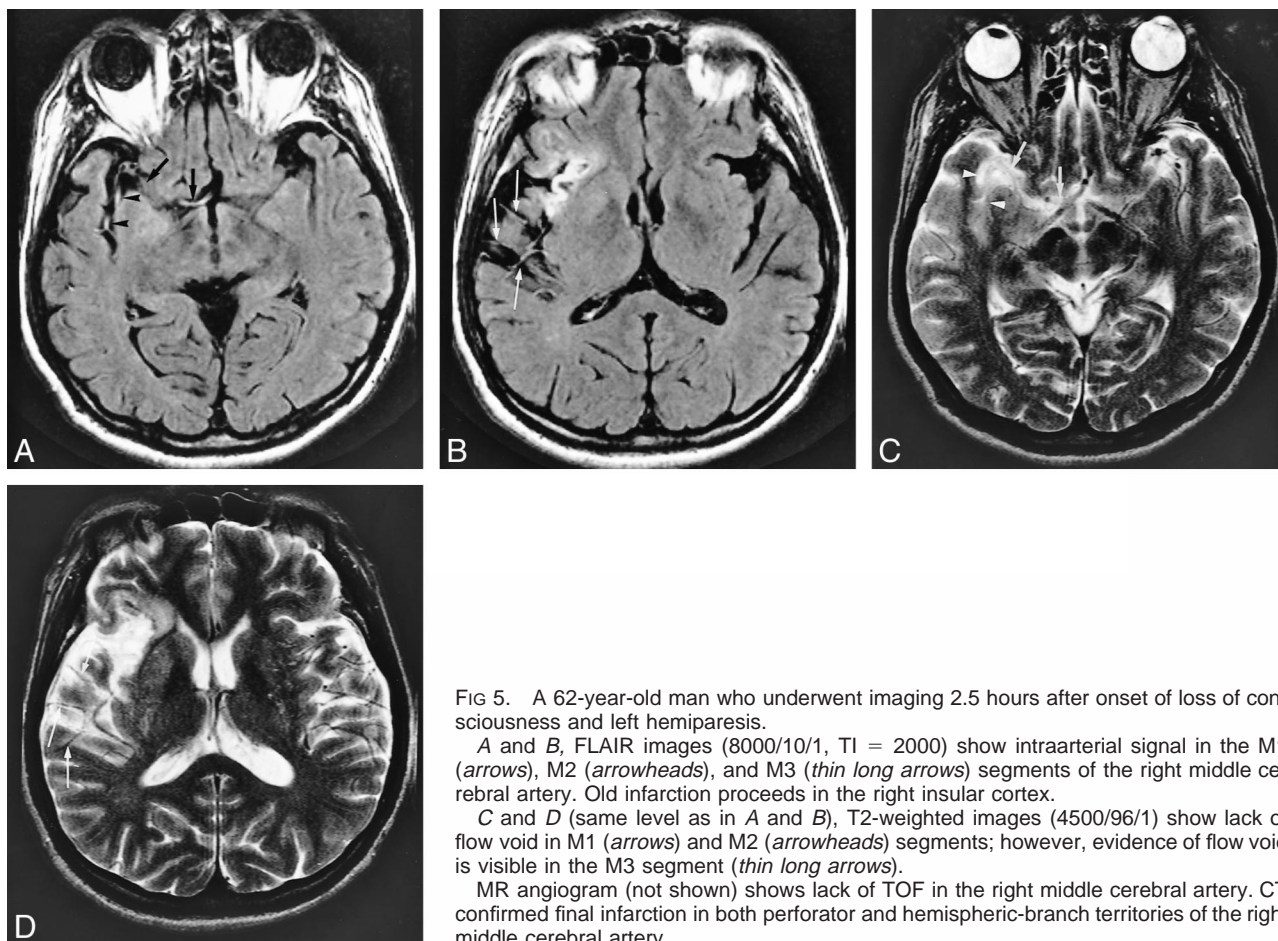 A
B
C
D
FIG 5. A 62-year-old man who underwent imaging 2.5 hours after onset of loss of con
sciousness and left hemiparesis.
A and B, FLAIR images (8000/10/1, TI = 2000) show intraarterial signal in the M1
(arrows), M2 (arrowheads), and M3 (thin long arrows) segments of the right middle ce
rebral artery. Old infarction proceeds in the right insular cortex.
C and D (same level as in A and B), T2-weighted images (4500/96/1) show lack o
flow void in M1 (arrows) and M2 (arrowheads) segments; however, evidence of flow void
is visible in the M3 segment (thin long arrows).
MR angiogram (not shown) shows lack of TOF in the right middle cerebral artery. CT
confirmed final infarction in both perforator and hemispheric-branch territories of the right
middle cerebral artery.